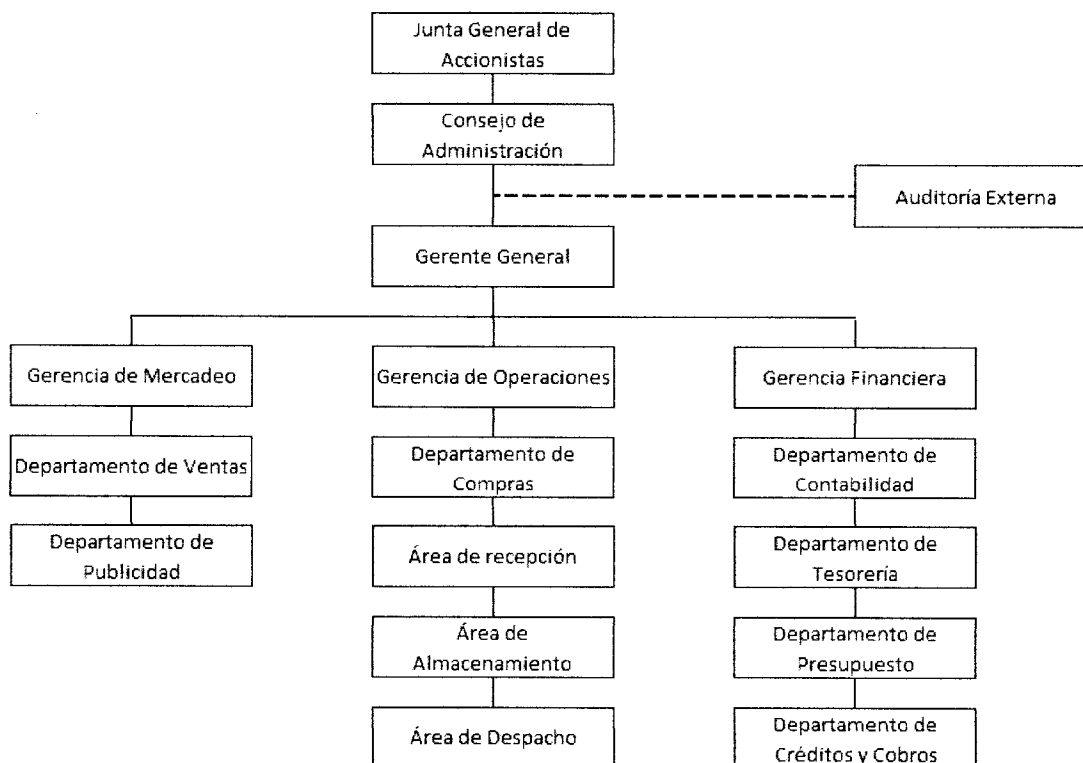 Junta General de
Accionistas
Consejo de
Administración
Auditoría Externa
Gerente General
Gerencia de Mercadeo
Gerencia de Operaciones
Gerencia Financiera
Departamento de Ventas
Departamento de
Compras
Departamento de
Contabilidad
Departamento de
Publicidad
Área de recepción
Departamento de
Tesorería
Área de
Almacenamiento
Departamento de
Presupuesto
Área de Despacho
Departamento de
Créditos y Cobros